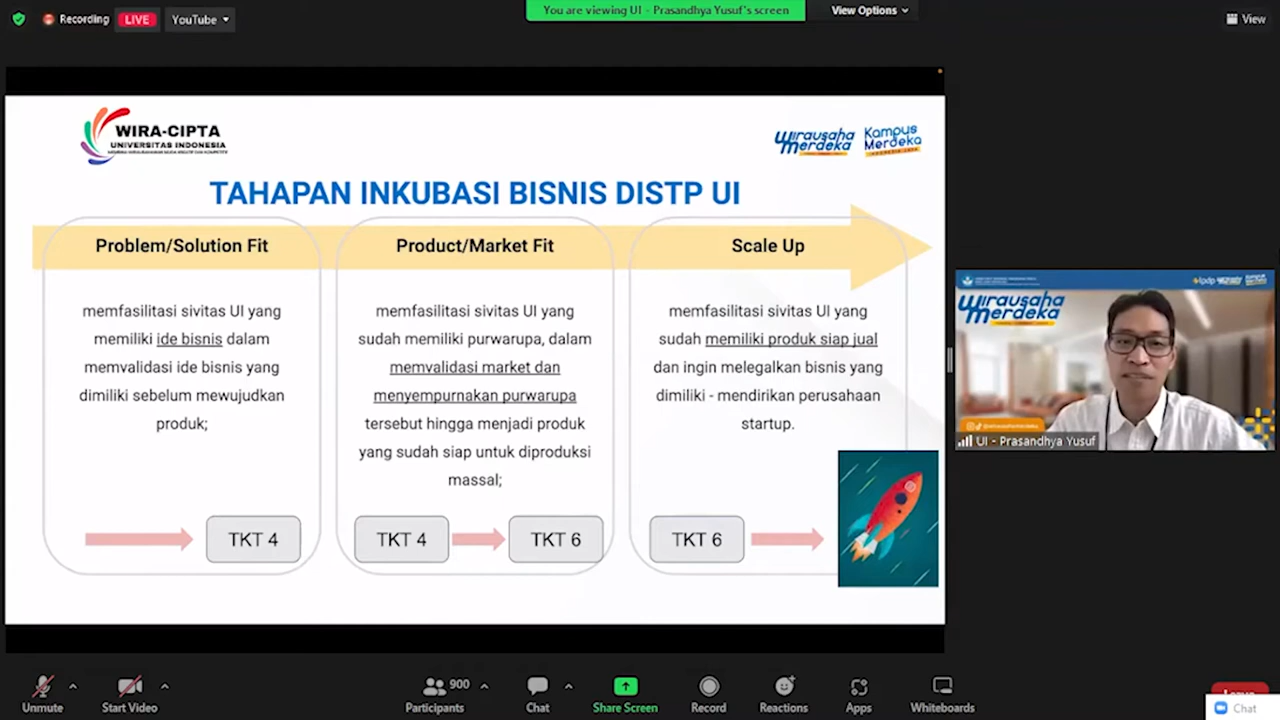 Recording
LIVE
YouTube
You are viewing UI - Prasandhya Yusuf's screen
View Options
View
WIRA-CIPTA
UNIVERSITAS INDONESIA
Wirausaha
Merdeka
Kampus
Merdeka
INDONESIA JAYA
TAHAPAN INKUBASI BISNIS DISTP UI
Problem/Solution Fit
memfasilitasi sivitas UI yang
memiliki ide bisnis dalam
memvalidasi ide bisnis yang
dimiliki sebelum mewujudkan
produk;
TKT 4
Product/Market Fit
memfasilitasi sivitas UI yang
sudah memiliki purwarupa, dalam
memvalidasi market dan
menyempurnakan purwarupa
tersebut hingga menjadi produk
yang sudah siap untuk diproduksi
massal;
TKT 4
TKT 6
Scale Up
memfasilitasi sivitas UI yang
sudah memiliki produk siap jual
dan ingin melegalkan bisnis yang
dimiliki - mendirikan perusahaan
startup.
TKT 6
lpdp
Wirausaha
Merdeka
UI - Prasandhya Yusuf
Unmute
Start Video
900
Participants
Chat
Share Screen
Record
Reactions
Apps
Whiteboards
Chat